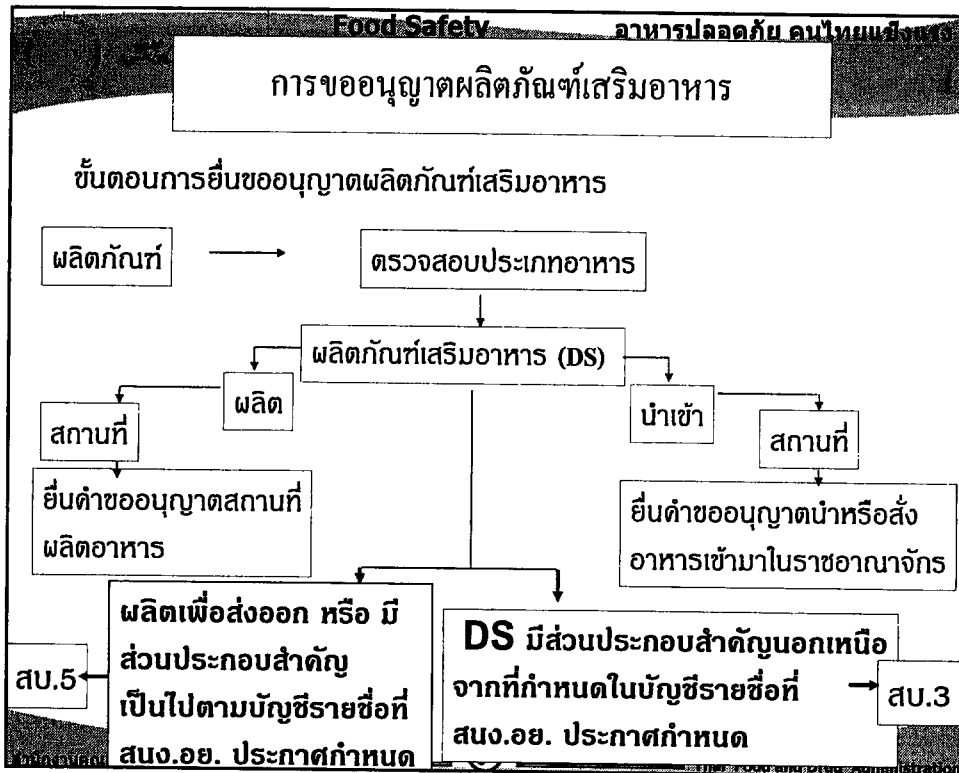 Food Safety อาหารปลอดภัย คนไทยแข็งแรง
การขออนุญาตผลิตภัณฑ์เสริมอาหาร
ขั้นตอนการยื่นขออนุญาตผลิตภัณฑ์เสริมอาหาร
ผลิตภัณฑ์
ตรวจสอบประเภทอาหาร
ผลิตภัณฑ์เสริมอาหาร (DS)
ผลิต
นำเข้า
สถานที่
สถานที่
ยื่นคำขออนุญาตสถานที่
ผลิตอาหาร
ยื่นคำขออนุญาตนำหรือสั่ง
อาหารเข้ามาในราชอาณาจักร
ผลิตเพื่อส่งออก หรือ มี
ส่วนประกอบสำคัญ
เป็นไปตามบัญชีรายชื่อที่
สนง.อย. ประกาศกำหนด
สบ.5
DS มีส่วนประกอบสำคัญนอกเหนือ
จากที่กำหนดในบัญชีรายชื่อที่
สนง.อย. ประกาศกำหนด
สบ.3
Food and Drug Administration